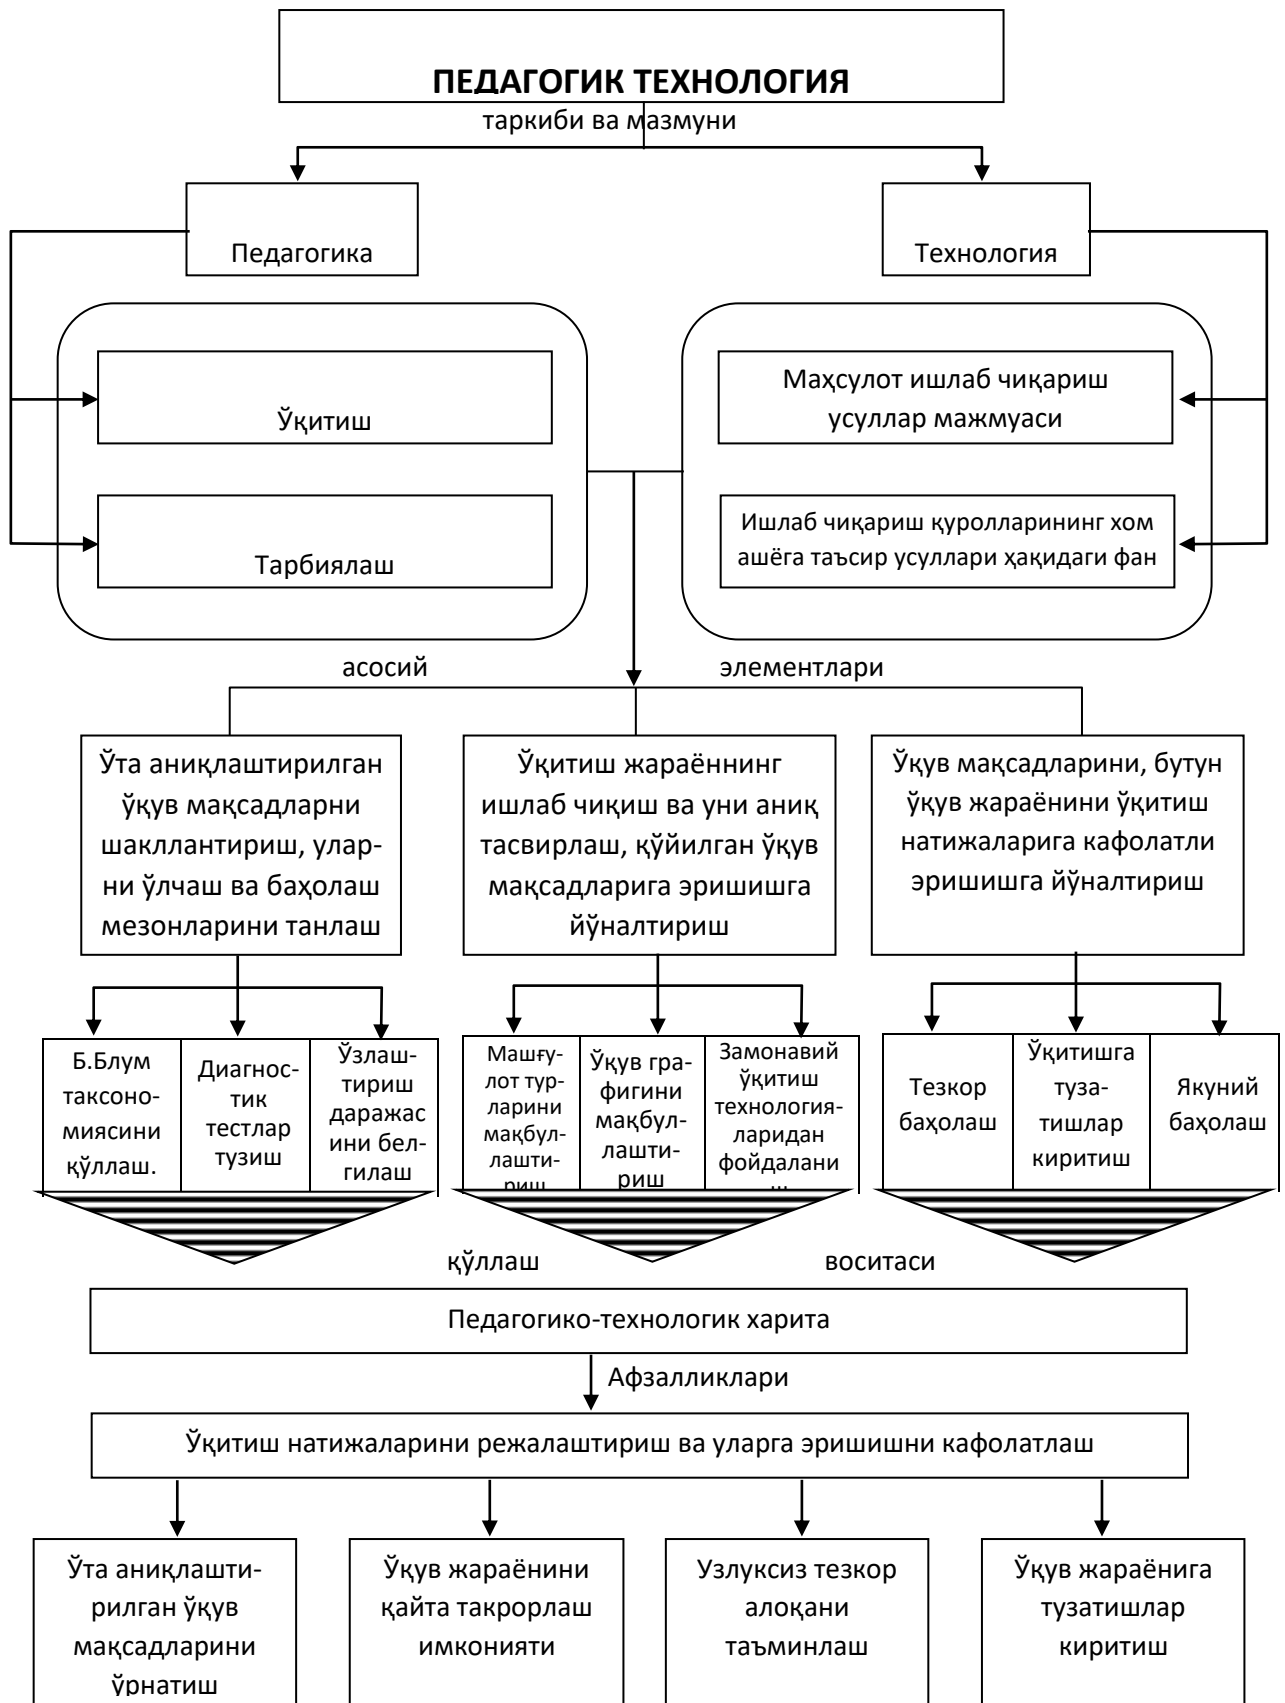 ПЕДАГОГИК ТЕХНОЛОГИЯ
таркиби ва мазмуни
Педагогика
Технология
Ўқитиш
Маҳсулот ишлаб чиқариш
усуллар мажмуаси
Тарбиялаш
Ишлаб чиқариш қуролларининг хом
ашёга таъсир усуллари ҳақидаги фан
асосий
элементлари
Ўта аниқлаштирилган
ўқув мақсадларни
шакллантириш, улар-
ни ўлчаш ва баҳолаш
мезонларини танлаш
Ўқитиш жараённинг
ишлаб чиқиш ва уни аниқ
тасвирлаш, қўйилган ўқув
мақсадларига эришишга
йўналтириш
Ўқув мақсадларини, бутун
ўқув жараёнини ўқитиш
натижаларига кафолатли
эришишга йўналтириш
Б.Блум
таксоно-
миясини
қўллаш.
Диагнос-
тик
тестлар
тузиш
Ўзлаш-
тириш
даражас
ини бел-
гилаш
Машғу-
лот тур-
ларини
мақбул-
лашти-
риш
Ўқув гра-
фигини
мақбул-
лашти-
риш
Замонавий
ўқитиш
технология-
ларидан
фойдалани
ш
Тезкор
баҳолаш
Ўқитишга
туза-
тишлар
киритиш
Якуний
баҳолаш
қўллаш
воситаси
Педагогико-технологик харита
Афзалликлари
Ўқитиш натижаларини режалаштириш ва уларга эришишни кафолатлаш
Ўта аниқлашти-
рилган ўқув
мақсадларини
ўрнатиш
Ўқув жараёнини
қайта такрорлаш
имконияти
Узлуксиз тезкор
алоқани
таъминлаш
Ўқув жараёнига
тузатишлар
киритиш